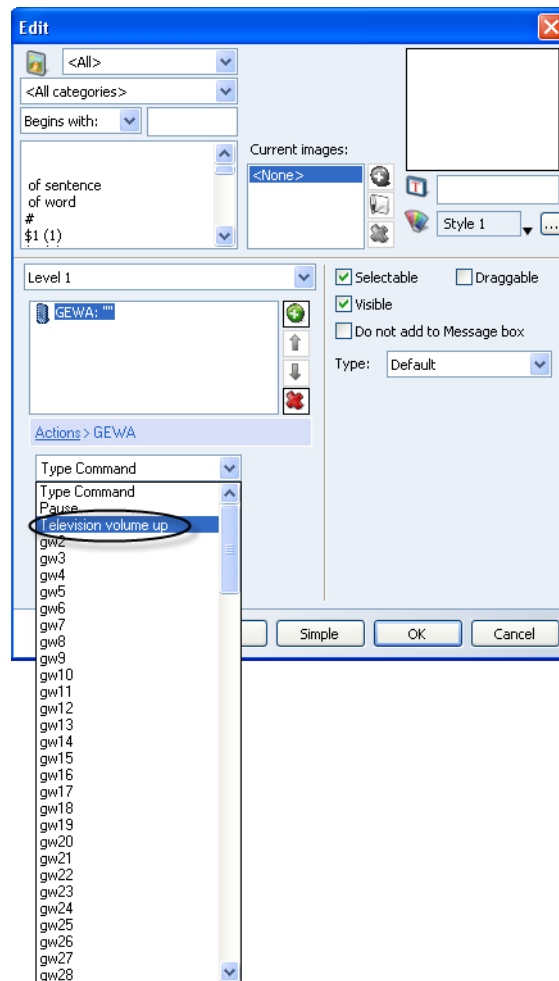 Edit
<All>
<All categories>
Begins with:
of sentence
of word
#
$1 (1)
Current images:
<None>
T
Style 1
...
Level 1
GEWA: ""
Actions > GEWA
Selectable
Draggable
Visible
Do not add to Message box
Type: Default
Type Command
Type Command
Pause
Television volume up
gw2
gw3
gw4
gw5
gw6
gw7
gw8
gw9
gw10
gw11
gw12
gw13
gw14
gw15
gw16
gw17
gw18
gw19
gw20
gw21
gw22
gw23
gw24
gw25
gw26
gw27
gw28
Simple
OK
Cancel